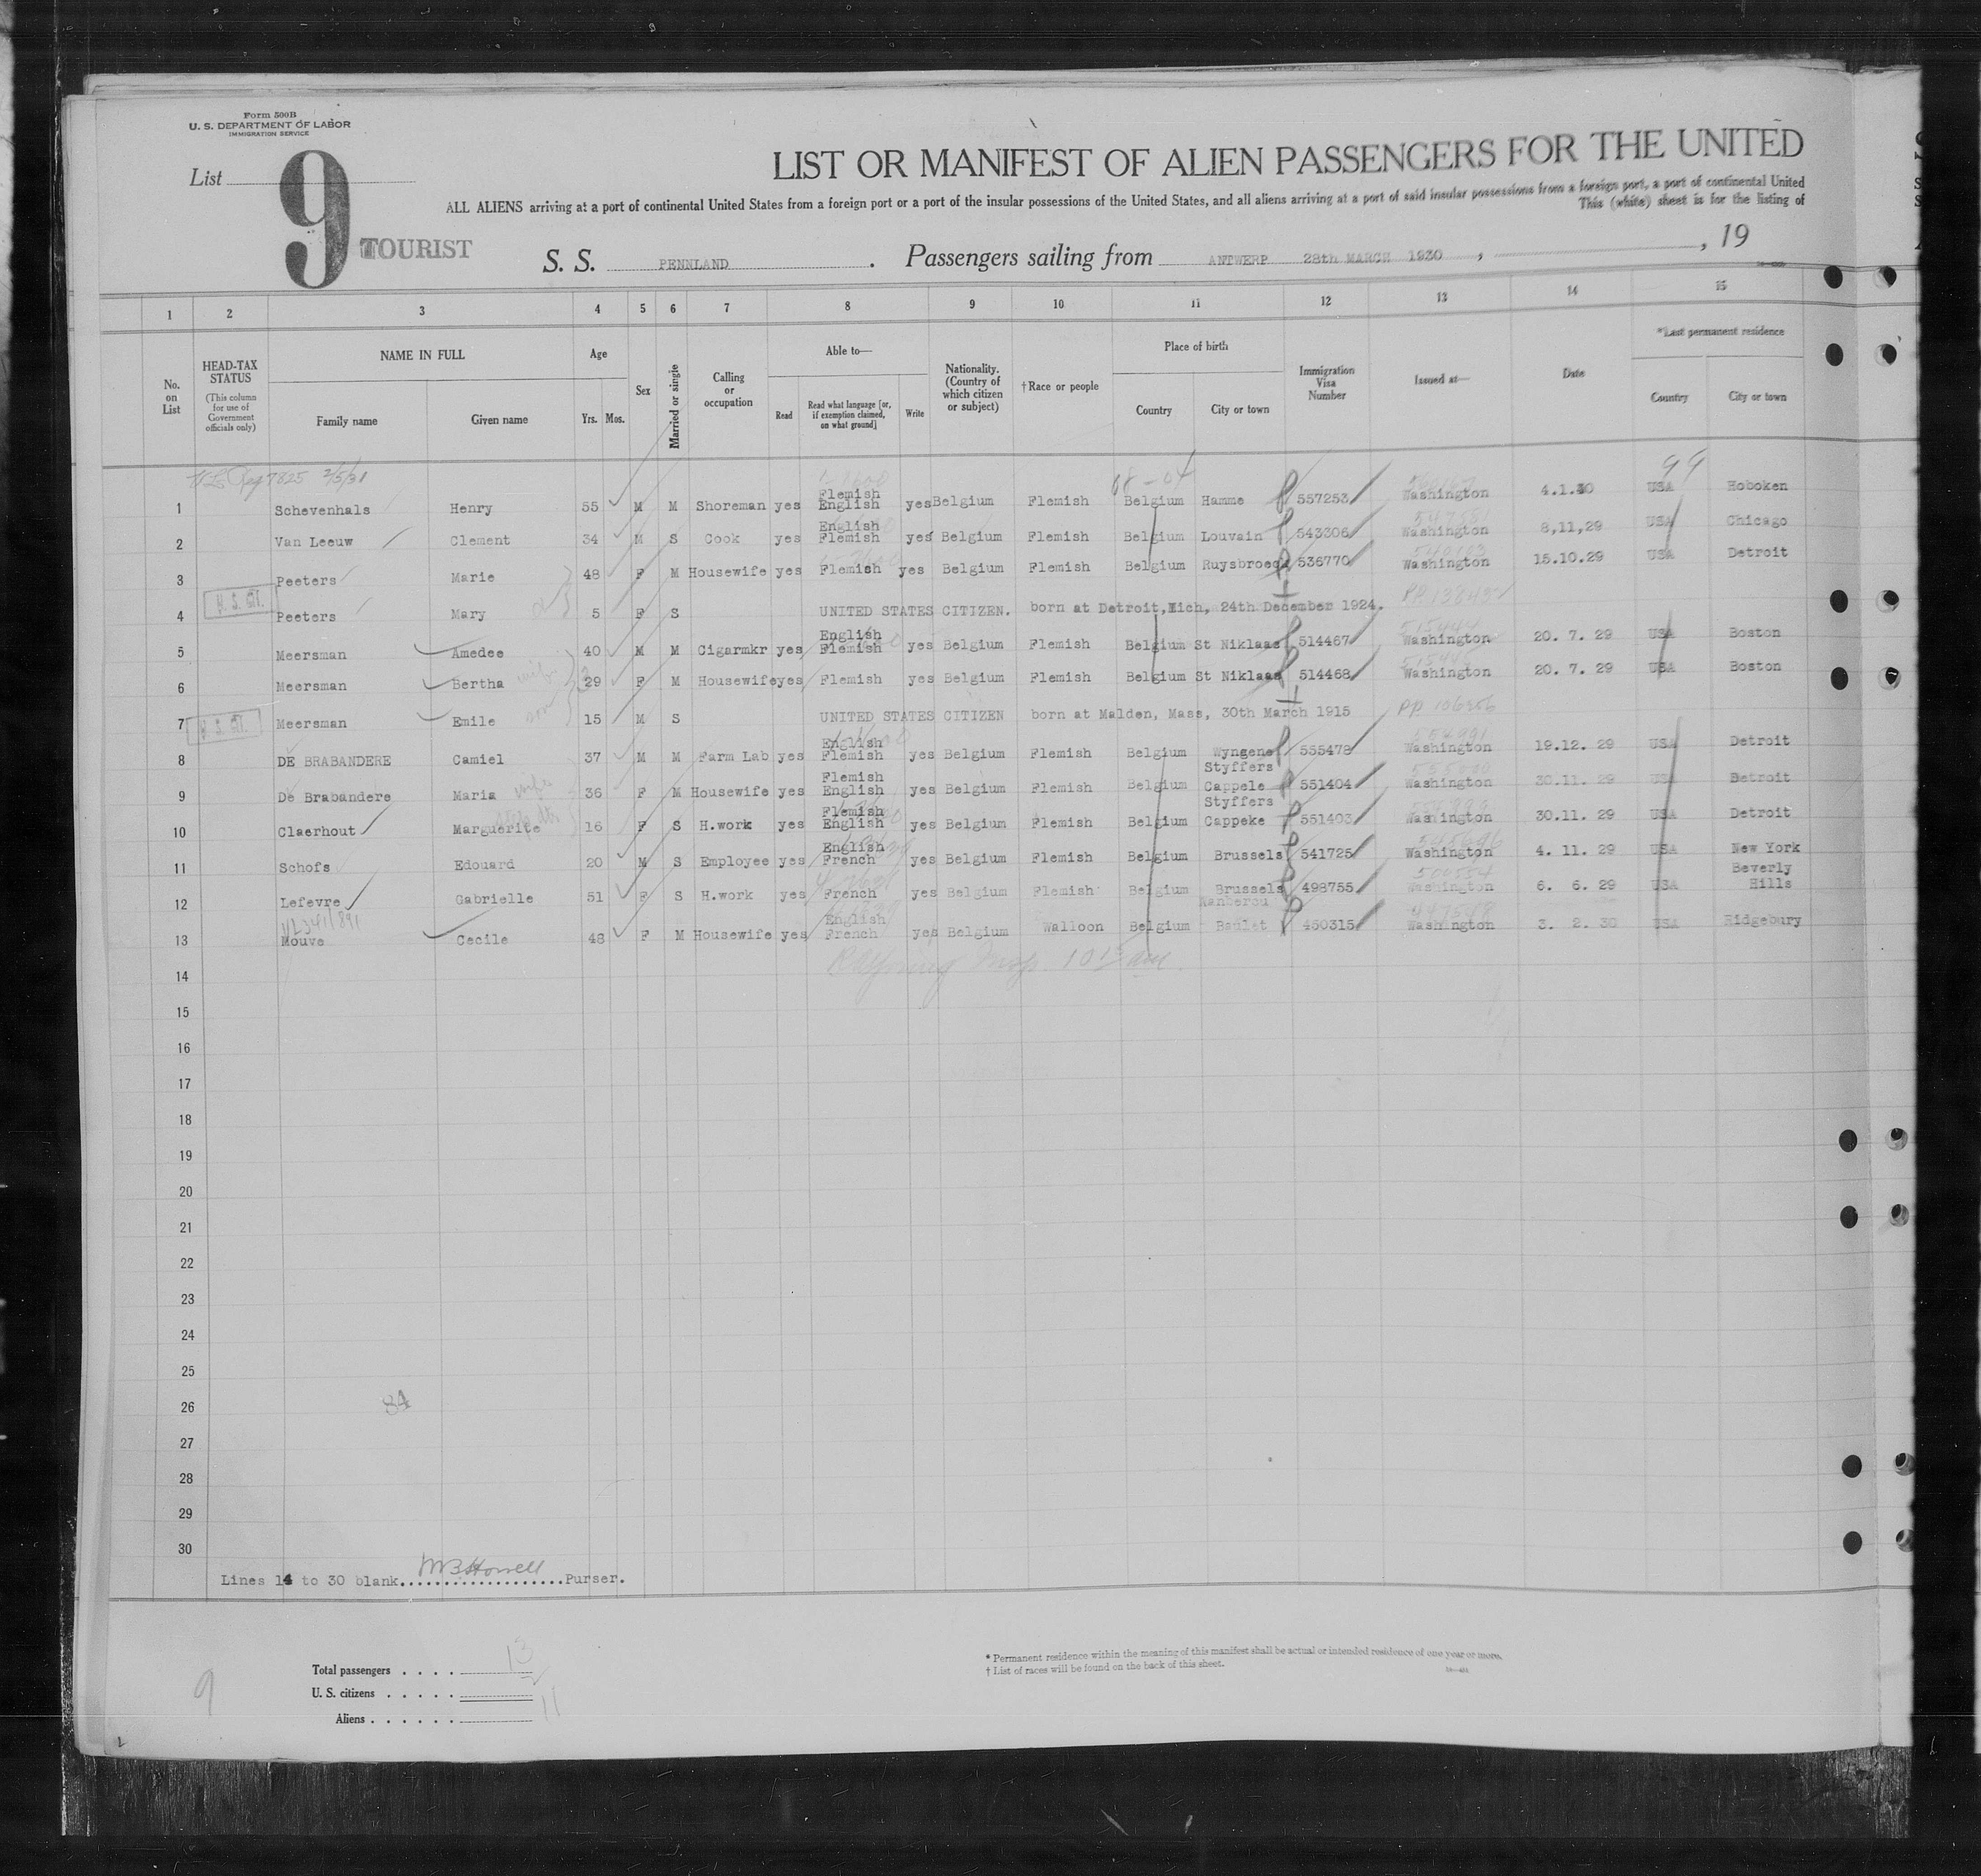 Form 500B
U. S. DEPARTMENT OF LABOR
IMMIGRATION SERVICE
List 9
TOURIST
LIST OR MANIFEST OF ALIEN PASSENGERS FOR THE UNITED
ALL ALIENS arriving at a port of continental United States from a foreign port or a port of the insular possessions of the United States, and all aliens arriving at a port of said insular possessions from a foreign port, a port of continental United
This (white) sheet is for the listing of
S. S. PENNLAND. Passengers sailing from ANTWERP 28th MARCH 1930 , , 19
1 2 3 4 5 6 7 8 9 10 11 12 13 14 15
No. on List
HEAD-TAX STATUS (This column for use of Government officials only)
NAME IN FULL Family name Given name
Age Yrs. Mos.
Sex
Married or single
Calling or occupation
Able to— Read Read what language [or, if exemption claimed, on what ground] Write
Nationality. (Country of which citizen or subject)
†Race or people
Place of birth Country City or town
Immigration Visa Number
Issued at—
Date
*Last permanent residence Country City or town
99
1 Schevenhals Henry 55 M M Shoreman yes Flemish English yes Belgium Flemish Belgium Hamme 557253 Washington 4.1.30 USA Hoboken
2 Van Leeuw Clement 34 M S Cook yes English Flemish yes Belgium Flemish Belgium Louvain 543306 Washington 8,11,29 USA Chicago
3 Peeters Marie 48 F M Housewife yes Flemish yes Belgium Flemish Belgium Ruysbroeck 536770 Washington 15.10.29 USA Detroit
4 Peeters Mary 5 F S UNITED STATES CITIZEN. born at Detroit,Mich, 24th December 1924.
5 Meersman Amedee 40 M M Cigarmkr yes English Flemish yes Belgium Flemish Belgium St Niklaas 514467 Washington 20. 7. 29 USA Boston
6 Meersman Bertha wife 39 F M Housewife yes Flemish yes Belgium Flemish Belgium St Niklaas 514468 Washington 20. 7. 29 USA Boston
7 Meersman Emile son 15 M S UNITED STATES CITIZEN born at Malden, Mass, 30th March 1915
8 DE BRABANDERE Camiel 37 M M Farm Lab yes English Flemish yes Belgium Flemish Belgium Wyngene 555478 Washington 19.12. 29 USA Detroit
9 De Brabandere Maria wife 36 F M Housewife yes Flemish English yes Belgium Flemish Belgium Styffers Cappele 551404 Washington 30.11. 29 USA Detroit
10 Claerhout Marguerite 16 F S H.work yes Flemish English yes Belgium Flemish Belgium Styffers Cappeke 551403 Washington 30.11. 29 USA Detroit
11 Schofs Edouard 20 M S Employee yes English French yes Belgium Flemish Belgium Brussels 541725 Washington 4. 11. 29 USA New York
12 Lefevre Gabrielle 51 F S H.work yes French yes Belgium Flemish Belgium Brussels 498755 Washington 6. 6. 29 USA Beverly Hills
13 Mouve Cecile 48 F M Housewife yes English French yes Belgium Walloon Belgium Baulet 450315 Washington 3. 2. 30 USA Ridgebury
14
15
16
17
18
19
20
21
22
23
24
25
26 84
27
28
29
30
Lines 14 to 30 blank....................Purser.
Total passengers . . . . 13
U. S. citizens . . . . . 2
Aliens . . . . . . 11
9
* Permanent residence within the meaning of this manifest shall be actual or intended residence of one year or more.
† List of races will be found on the back of this sheet.